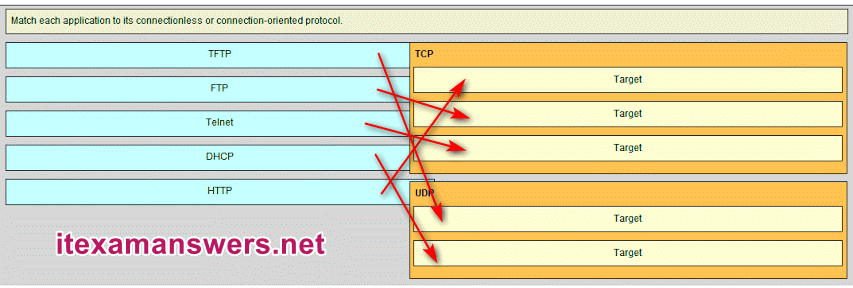 Match each application to its connectionless or connection-oriented protocol.
TFTP
FTP
Telnet
DHCP
HTTP
TCP
Target
Target
Target
UDP
Target
Target
itexamanswers.net